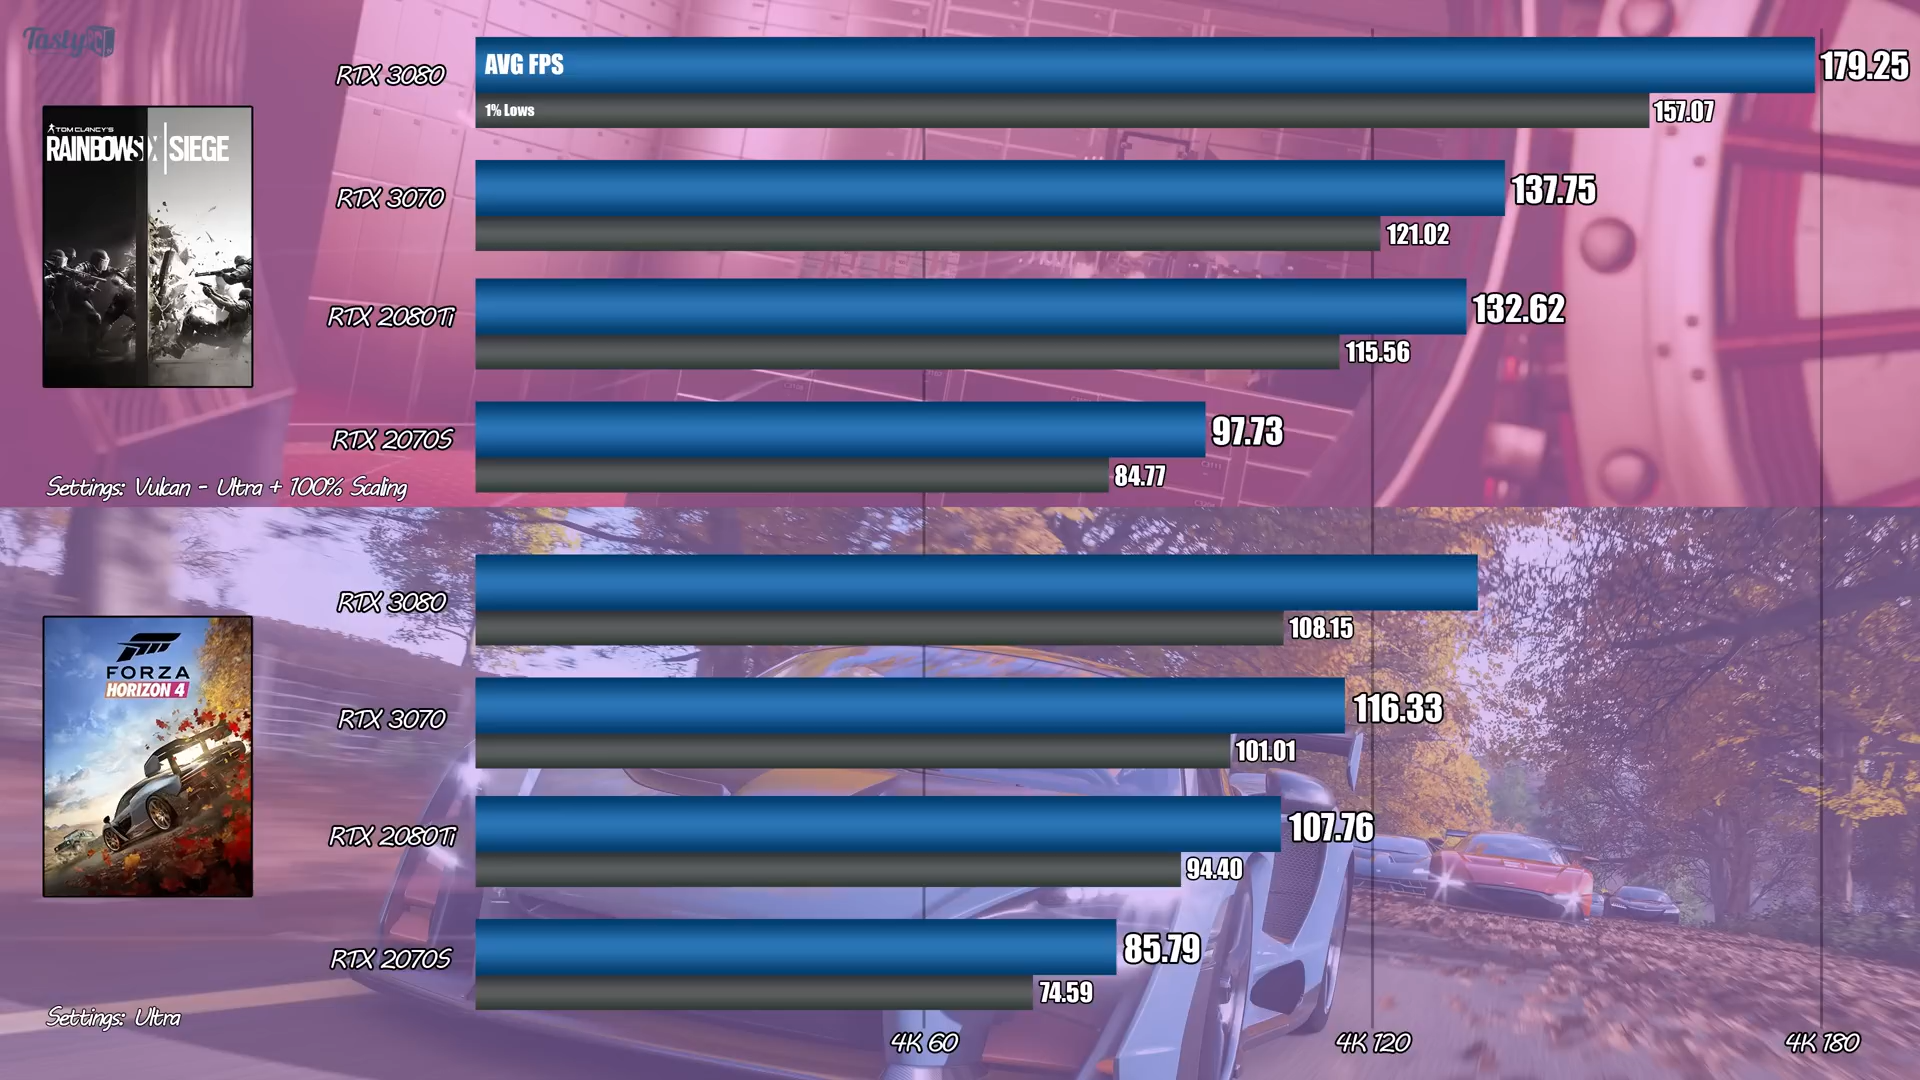 Tasty
RTX 3080
AVG FPS
179.25
1% Lows
157.07
TOM CLANCY'S
RAINBOWSIX | SIEGE
RTX 3070
137.75
121.02
RTX 2080Ti
132.62
115.56
RTX 2070S
97.73
84.77
Settings: Vulcan - Ultra + 100% Scaling
RTX 3080
108.15
FORZA
HORIZON 4
RTX 3070
116.33
101.01
RTX 2080Ti
107.76
94.40
RTX 2070S
85.79
74.59
Settings: Ultra
4K 60
4K 120
4K 180